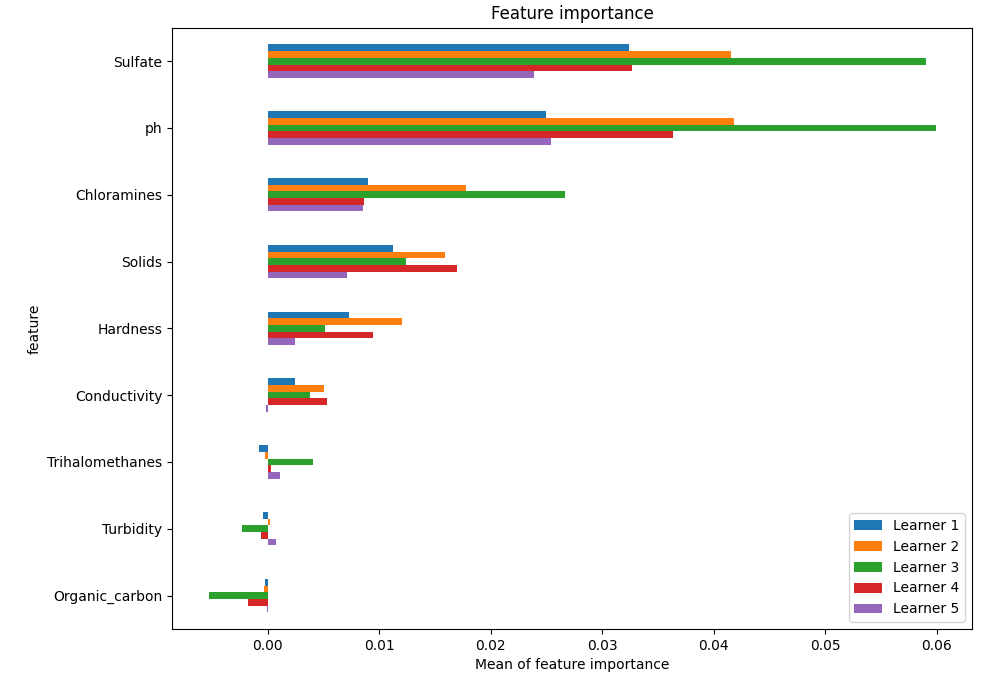 Feature importance
Sulfate
ph
Chloramines
Solids
Hardness
Conductivity
Trihalomethanes
Turbidity
Organic_carbon
feature
Learner 1
Learner 2
Learner 3
Learner 4
Learner 5
0.00 0.01 0.02 0.03 0.04 0.05 0.06
Mean of feature importance